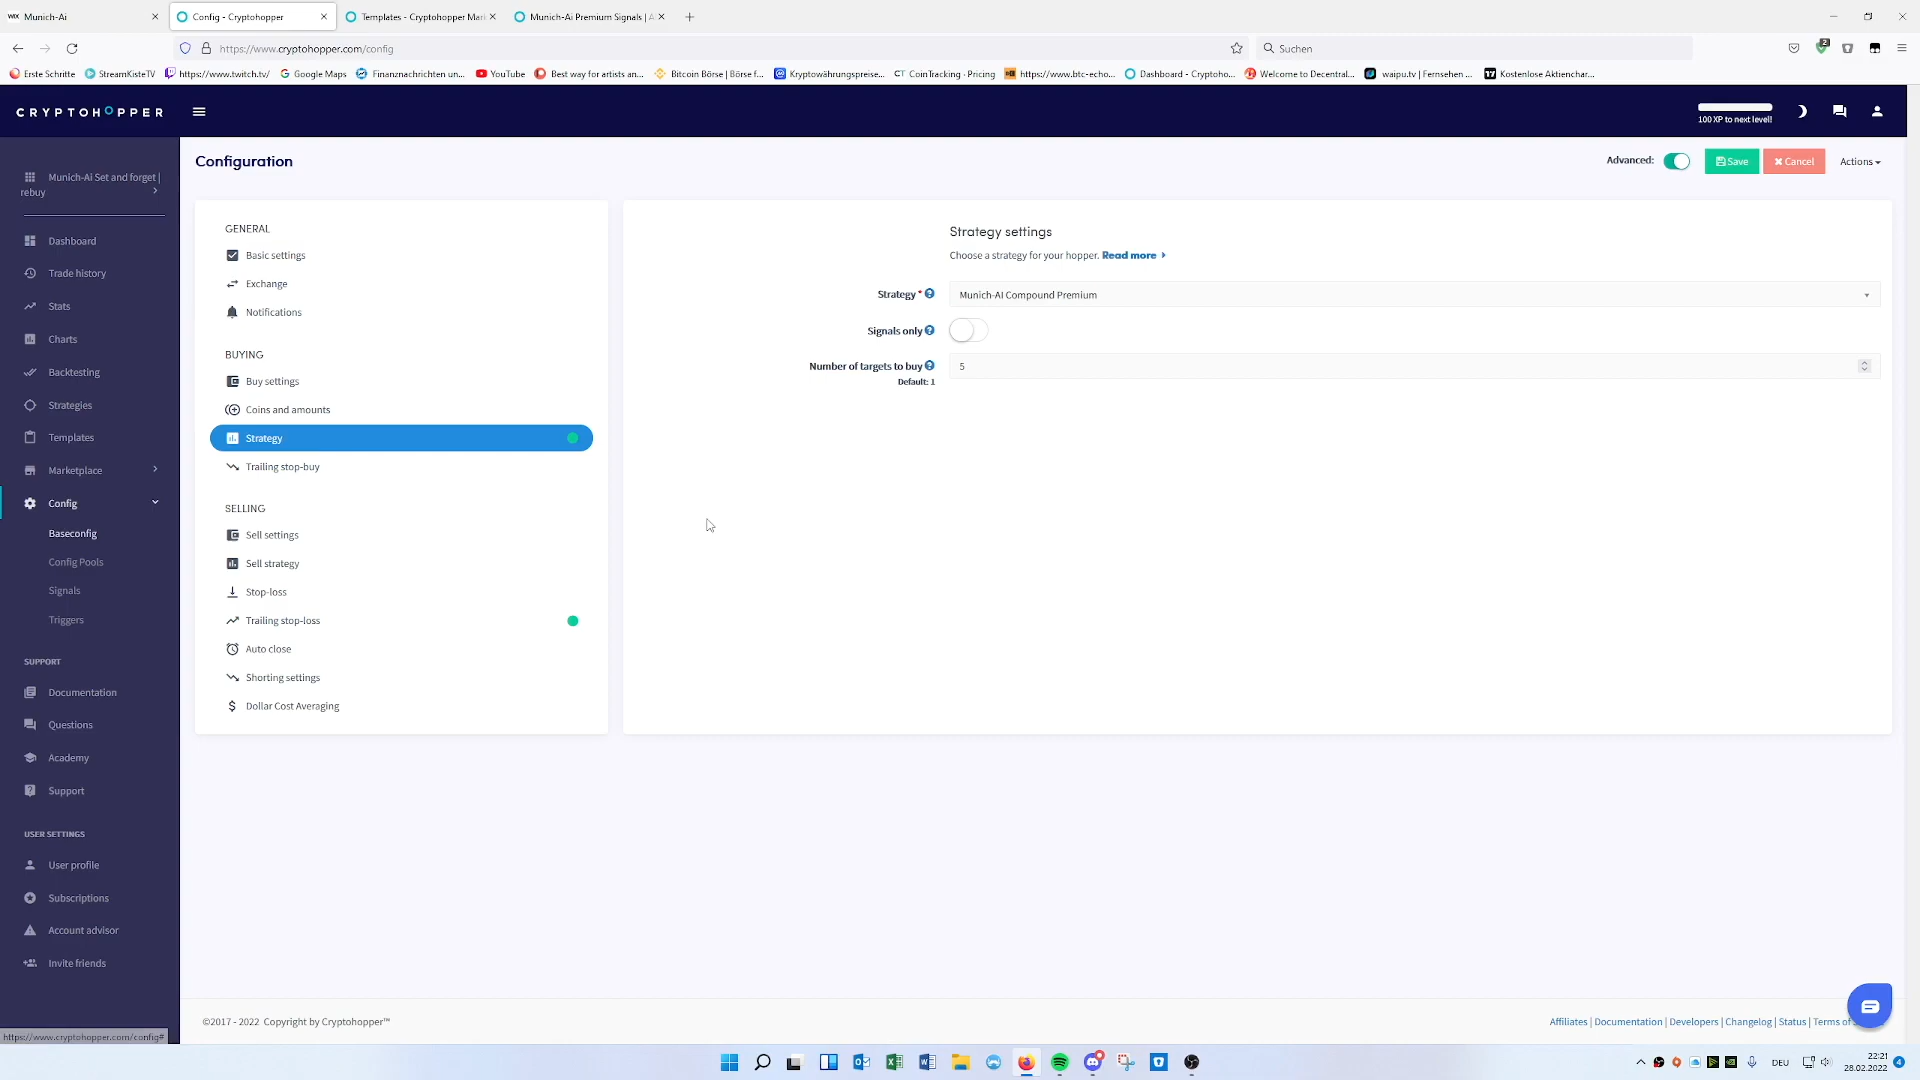 Munich-Ai
Config - Cryptohopper
Templates - Cryptohopper Mark
Munich-Ai Premium Signals | A
https://www.cryptohopper.com/config
Suchen
Erste Schritte
StreamKisteTV
https://www.twitch.tv/
Google Maps
Finanznachrichten un...
YouTube
Best way for artists an...
Bitcoin Börse | Börse f...
Kryptowährungspreise...
CoinTracking · Pricing
https://www.btc-echo...
Dashboard - Cryptoho...
Welcome to Decentral...
waipu.tv | Fernsehen ...
Kostenlose Aktienchar...
CRYPTOHOPPER
100 XP to next level!
Munich-Ai Set and forget |
rebuy
Dashboard
Trade history
Stats
Charts
Backtesting
Strategies
Templates
Marketplace
Config
Baseconfig
Config Pools
Signals
Triggers
SUPPORT
Documentation
Questions
Academy
Support
USER SETTINGS
User profile
Subscriptions
Account advisor
Invite friends
https://www.cryptohopper.com/config#
Configuration
Advanced:
Save
Cancel
Actions
GENERAL
Basic settings
Exchange
Notifications
BUYING
Buy settings
Coins and amounts
Strategy
Trailing stop-buy
SELLING
Sell settings
Sell strategy
Stop-loss
Trailing stop-loss
Auto close
Shorting settings
Dollar Cost Averaging
Strategy settings
Choose a strategy for your hopper. Read more
Strategy *
Munich-AI Compound Premium
Signals only
Number of targets to buy
Default: 1
5
©2017 - 2022 Copyright by Cryptohopper™
Affiliates | Documentation | Developers | Changelog | Status | Terms of
DEU
22:21
28.02.2022
4